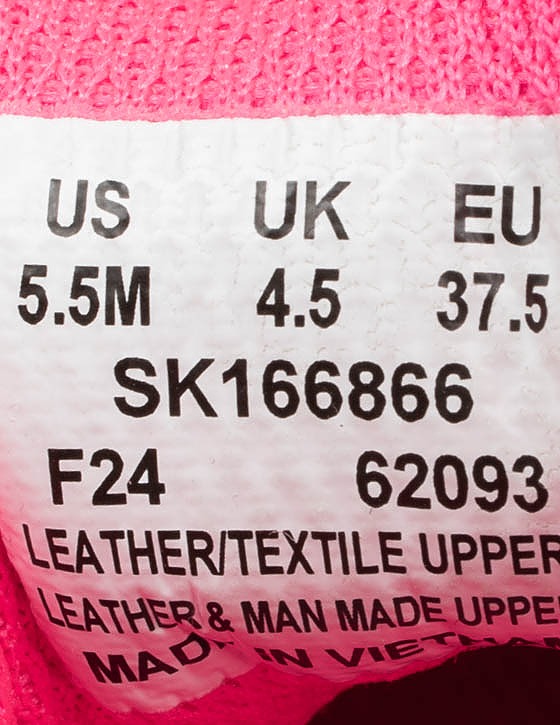 US UK EU
5.5M 4.5 37.5
SK166866
F24 62093
LEATHER/TEXTILE UPPER
LEATHER & MAN MADE UPPE
MADE IN VIETNAM